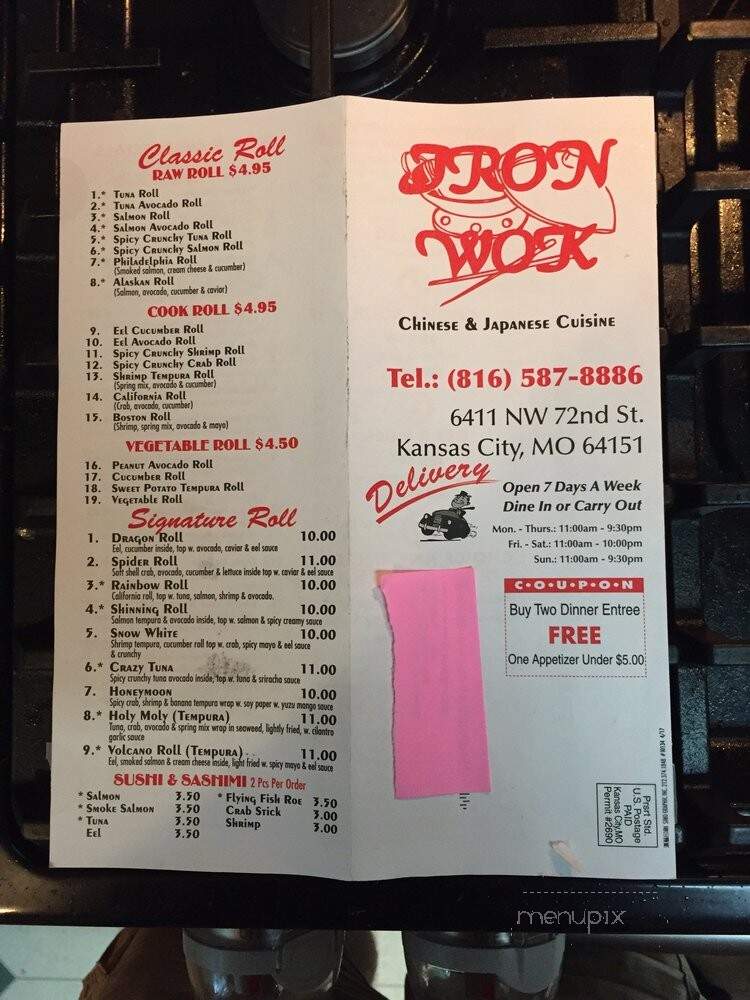 Classic Roll
RAW ROLL $4.95
1.* Tuna Roll
2.* Tuna Avocado Roll
3.* Salmon Roll
4.* Salmon Avocado Roll
5.* Spicy Crunchy Tuna Roll
6.* Spicy Crunchy Salmon Roll
7.* Philadelphia Roll
(Smoked salmon, cream cheese & cucumber)
8.* Alaskan Roll
(Salmon, avocado, cucumber & caviar)
COOK ROLL $4.95
9. Eel Cucumber Roll
10. Eel Avocado Roll
11. Spicy Crunchy Shrimp Roll
12. Spicy Crunchy Crab Roll
13. Shrimp Tempura Roll
(Spring mix, avocado & cucumber)
14. California Roll
(Crab, avocado, cucumber)
15. Boston Roll
(Shrimp, spring mix, avocado & mayo)
VEGETABLE ROLL $4.50
16. Peanut Avocado Roll
17. Cucumber Roll
18. Sweet Potato Tempura Roll
19. Vegetable Roll
Signature Roll
1. Dragon Roll 10.00
Eel, cucumber inside, top w. avocado, caviar & eel sauce
2. Spider Roll 11.00
Soft shell crab, avocado, cucumber & lettuce inside top w. caviar & eel sauce
3.* Rainbow Roll 10.00
California roll, top w. tuna, salmon, shrimp & avocado.
4.* Shinning Roll 10.00
Salmon tempura & avocado inside, top w. salmon & spicy creamy sauce
5. Snow White 10.00
Shrimp tempura, cucumber roll top w. crab, spicy mayo & eel sauce
& crunchy
6.* Crazy Tuna 11.00
Spicy crunchy tuna avocado inside, top w. tuna & sriracha sauce
7. Honeymoon 10.00
Spicy crab, shrimp & banana tempura wrap w. soy paper w. yuzu mango sauce
8.* Holy Moly (Tempura) 11.00
Tuna, crab, avocado & spring mix wrap in seaweed, lightly fried, w. cilantro
garlic sauce
9.* Volcano Roll (Tempura) 11.00
Eel, smoked salmon & cream cheese inside, light fried w. spicy mayo & eel sauce
SUSHI & SASHIMI 2 Pcs Per Order
* Salmon 3.50
* Smoke Salmon 3.50
* Tuna 3.50
Eel 3.50
* Flying Fish Roe 3.50
Crab Stick 3.00
Shrimp 3.00
IRON
WOK
Chinese & Japanese Cuisine
Tel.: (816) 587-8886
6411 NW 72nd St.
Kansas City, MO 64151
Delivery
Open 7 Days A Week
Dine In or Carry Out
Mon. - Thurs.: 11:00am - 9:30pm
Fri. - Sat.: 11:00am - 10:00pm
Sun.: 11:00am - 9:30pm
C•O•U•P•O•N
Buy Two Dinner Entree
FREE
One Appetizer Under $5.00
Prsrt Std.
U.S. Postage
PAID
Kansas City, MO
Permit #2690
menupix